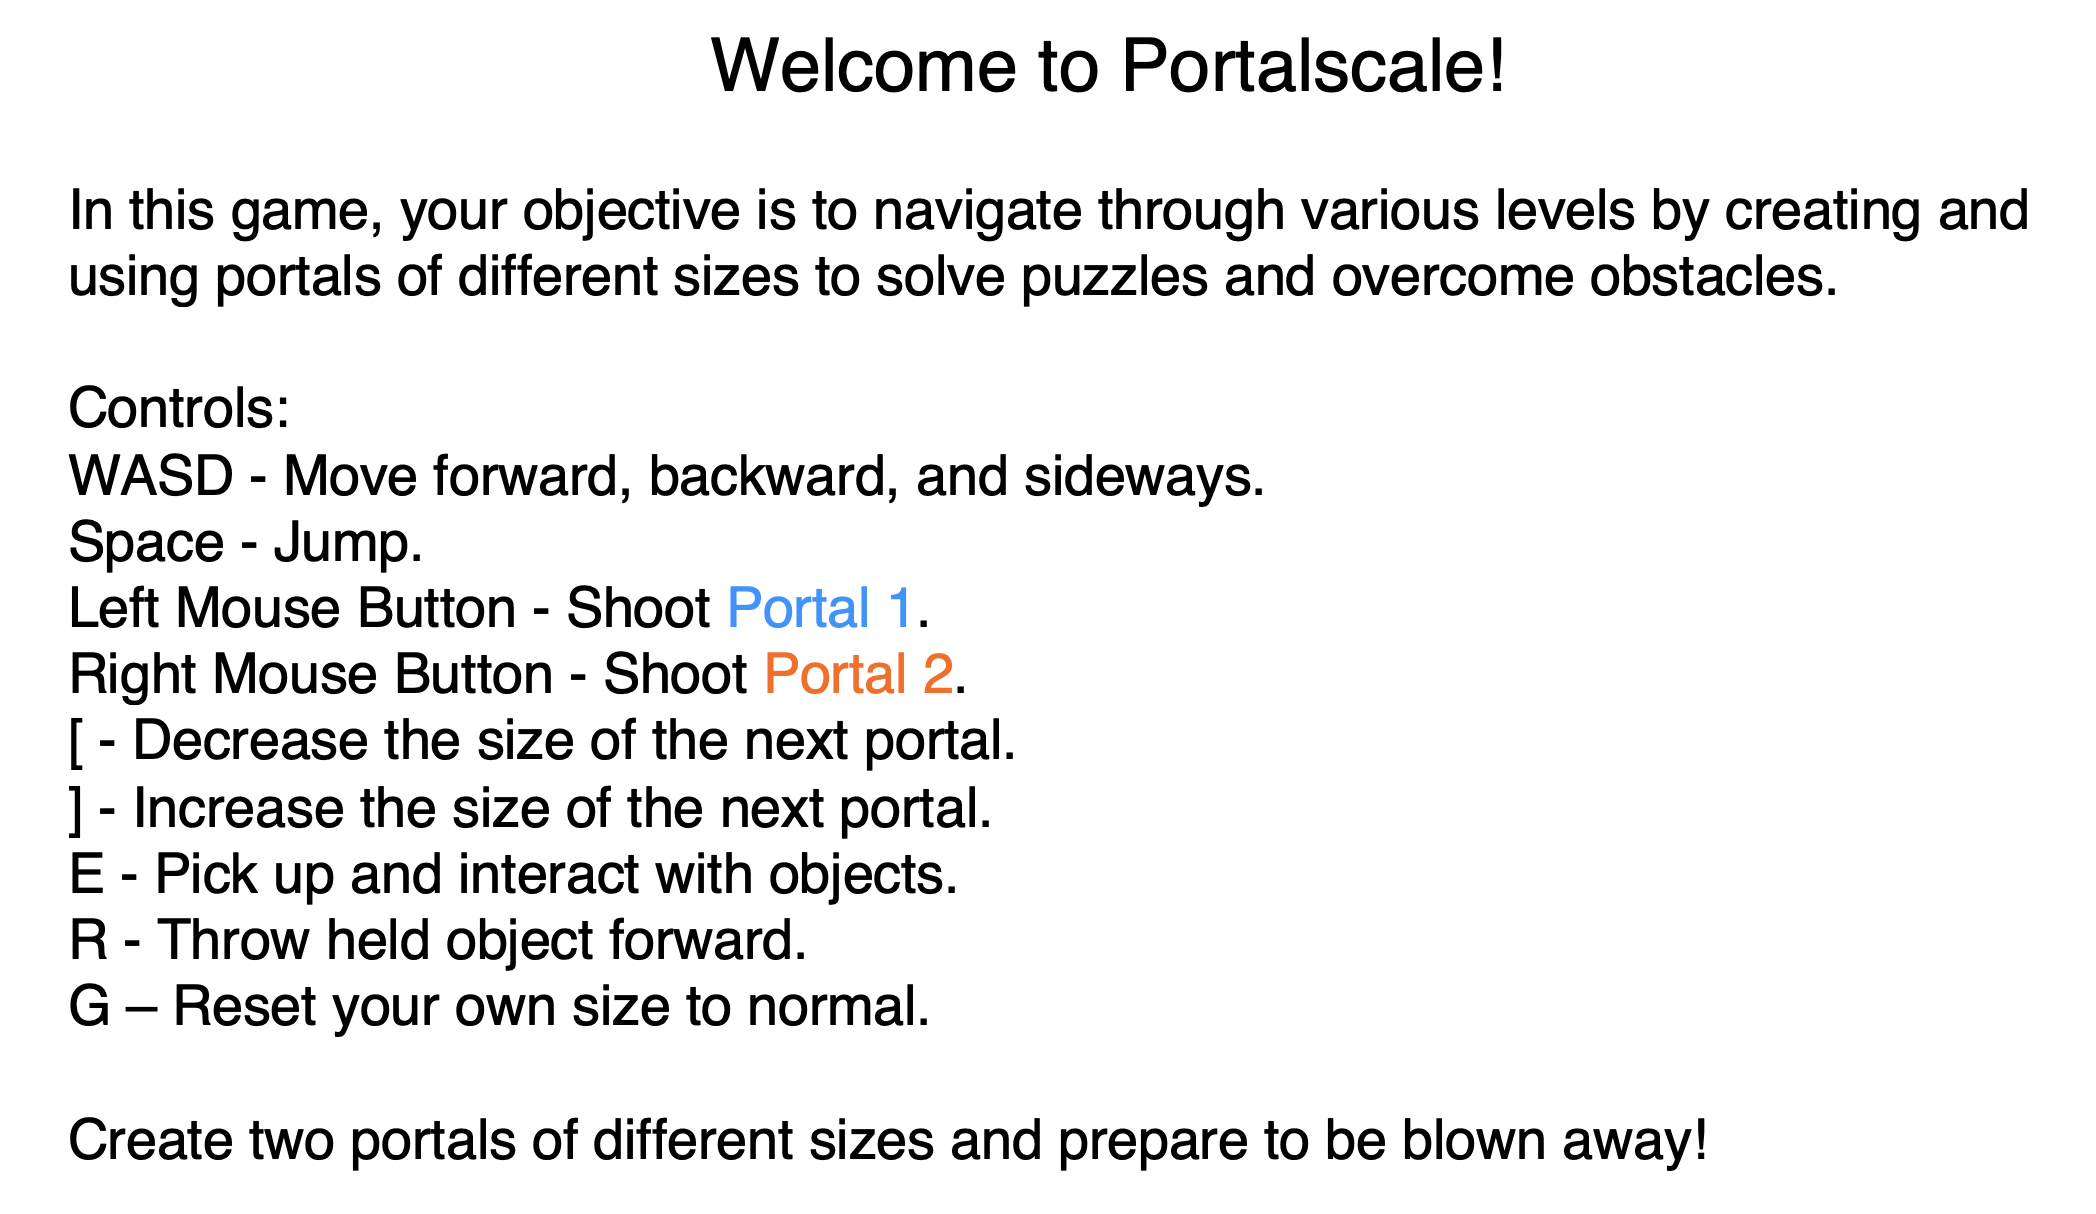 Welcome to Portalscale!
In this game, your objective is to navigate through various levels by creating and
using portals of different sizes to solve puzzles and overcome obstacles.
Controls:
WASD - Move forward, backward, and sideways.
Space - Jump.
Left Mouse Button - Shoot Portal 1.
Right Mouse Button - Shoot Portal 2.
[ - Decrease the size of the next portal.
] - Increase the size of the next portal.
E - Pick up and interact with objects.
R - Throw held object forward.
G – Reset your own size to normal.
Create two portals of different sizes and prepare to be blown away!